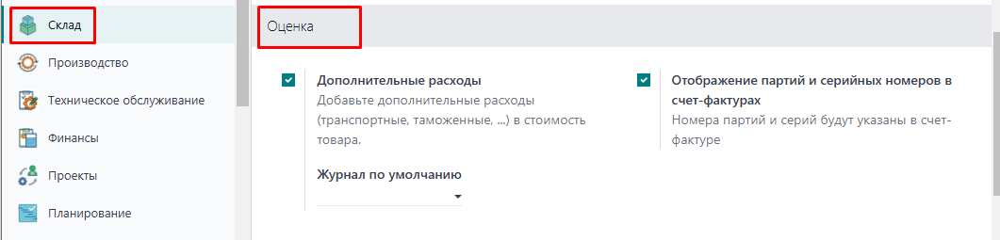 Склад
Производство
Техническое обслуживание
Финансы
Проекты
Планирование
Оценка
Дополнительные расходы
Добавьте дополнительные расходы
(транспортные, таможенные, ...) в стоимость
товара.
Журнал по умолчанию
Отображение партий и серийных номеров в
счет-фактурах
Номера партий и серий будут указаны в счет-
фактуре